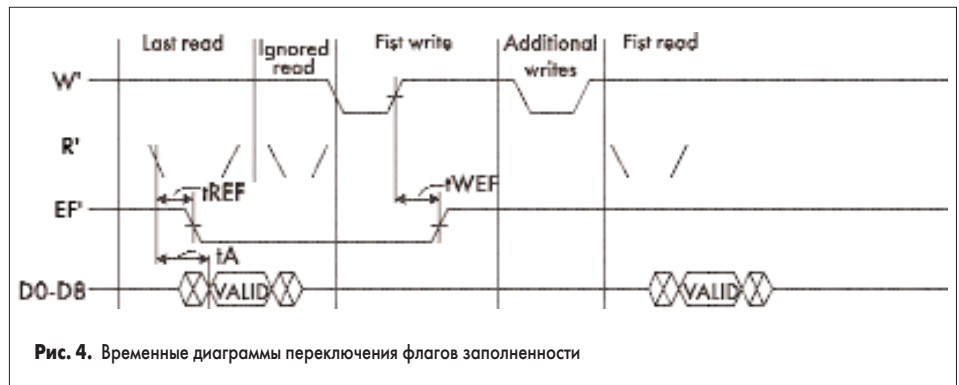 Last read
Ignored
read
Fist write
Additional
writes
Fist read
W'
R'
tREF
tWEF
EF'
tA
D0-D8
VALID
VALID
Рис. 4. Временные диаграммы переключения флагов заполненности